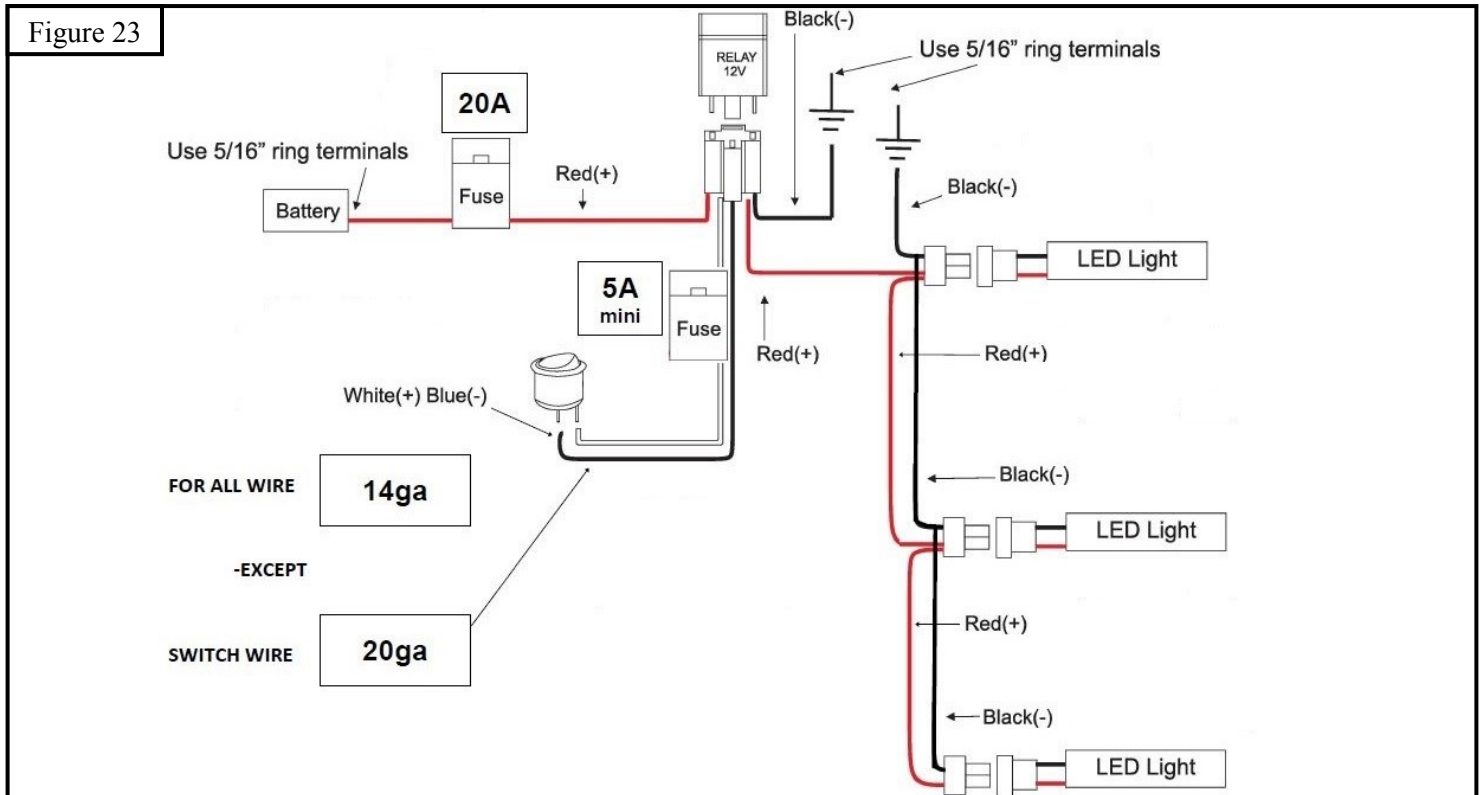 Figure 23
Black(-)
Use 5/16” ring terminals
RELAY
12V
20A
Use 5/16” ring terminals
Fuse
Red(+)
Battery
Black(-)
LED Light
5A
mini
Fuse
Red(+)
Red(+)
White(+) Blue(-)
FOR ALL WIRE
14ga
Black(-)
LED Light
-EXCEPT
Red(+)
SWITCH WIRE
20ga
Black(-)
LED Light